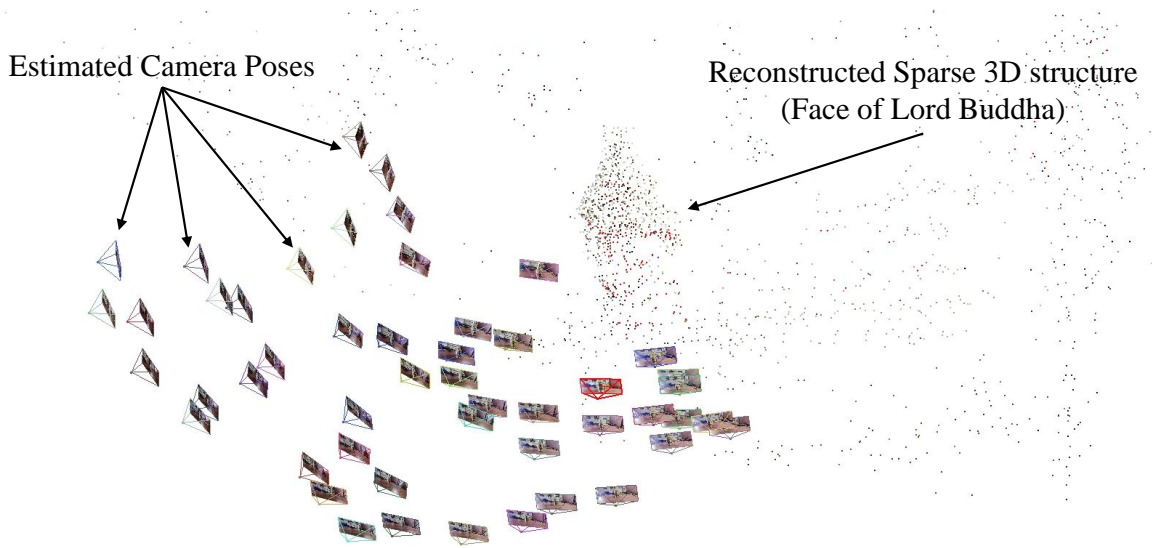 Estimated Camera Poses
Reconstructed Sparse 3D structure
(Face of Lord Buddha)